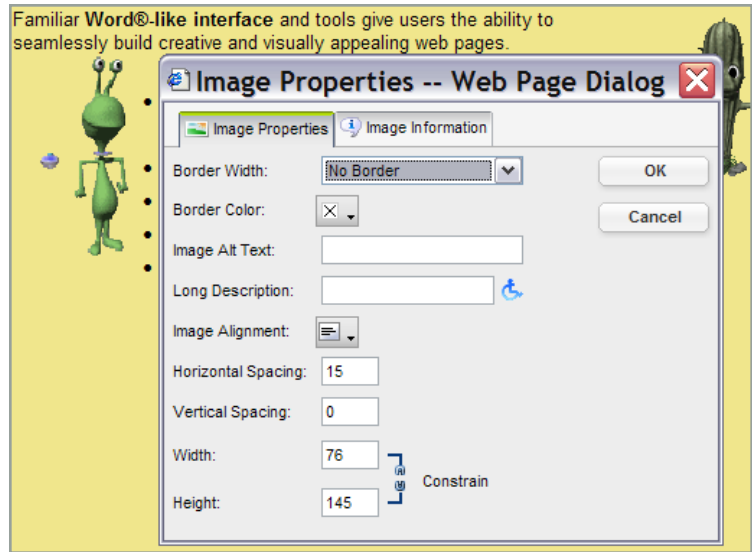 Familiar Word®-like interface and tools give users the ability to
seamlessly build creative and visually appealing web pages.
Image Properties -- Web Page Dialog
Image Properties
Image Information
Border Width:
No Border
OK
Border Color:
Cancel
Image Alt Text:
Long Description:
Image Alignment:
Horizontal Spacing:
15
Vertical Spacing:
0
Width:
76
Constrain
Height:
145